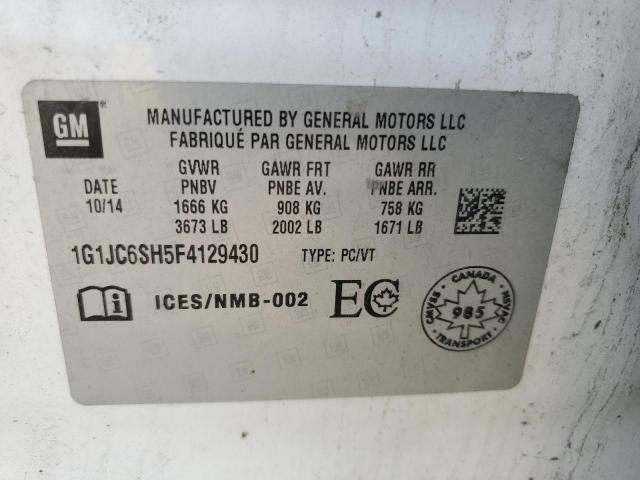 GM
MANUFACTURED BY GENERAL MOTORS LLC
FABRIQUÉ PAR GENERAL MOTORS LLC
GVWR GAWR FRT GAWR RR
DATE PNBV PNBE AV. PNBE ARR.
10/14 1666 KG 908 KG 758 KG
3673 LB 2002 LB 1671 LB
1G1JC6SH5F4129430 TYPE: PC/VT
ICES/NMB-002 EC
CANADA
CMVSS 985 NSVAC
TRANSPORT